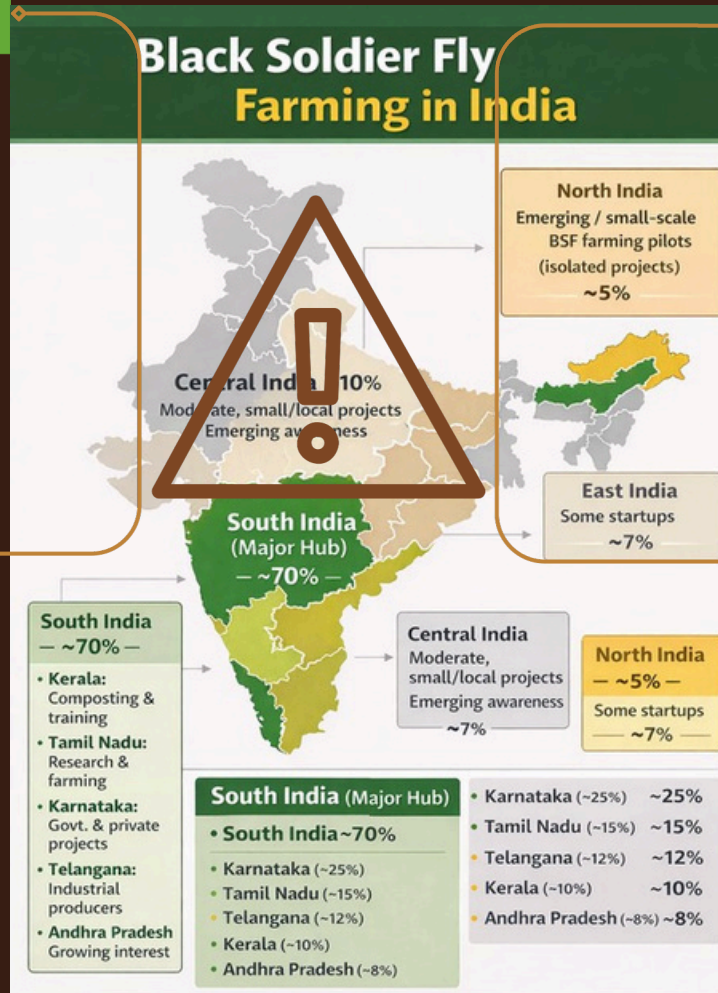 Black Soldier Fly
Farming in India
North India
Emerging / small-scale
BSF farming pilots
(isolated projects)
~5%
Central India 10%
Moderate, small/local projects
Emerging awareness
East India
Some startups
~7%
South India
(Major Hub)
— ~70% —
South India
— ~70% —
• Kerala:
Composting &
training
• Tamil Nadu:
Research &
farming
• Karnataka:
Govt. & private
projects
• Telangana:
Industrial
producers
• Andhra Pradesh
Growing interest
Central India
Moderate,
small/local projects
Emerging awareness
~7%
North India
— ~5% —
Some startups
— ~7% —
South India (Major Hub)
• South India ~70%
• Karnataka (~25%)
• Tamil Nadu (~15%)
• Telangana (~12%)
• Kerala (~10%)
• Andhra Pradesh (~8%)
• Karnataka (~25%) ~25%
• Tamil Nadu (~15%) ~15%
• Telangana (~12%) ~12%
• Kerala (~10%) ~10%
• Andhra Pradesh (~8%) ~8%